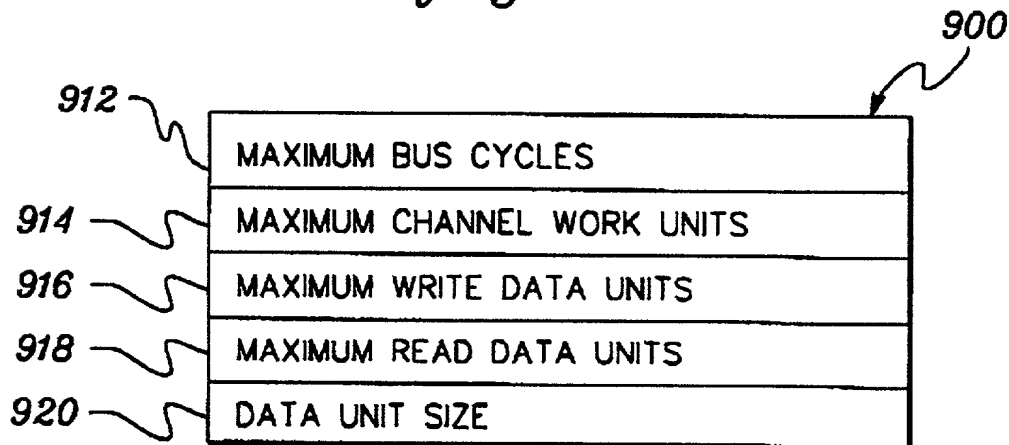 900
912 MAXIMUM BUS CYCLES
914 MAXIMUM CHANNEL WORK UNITS
916 MAXIMUM WRITE DATA UNITS
918 MAXIMUM READ DATA UNITS
920 DATA UNIT SIZE